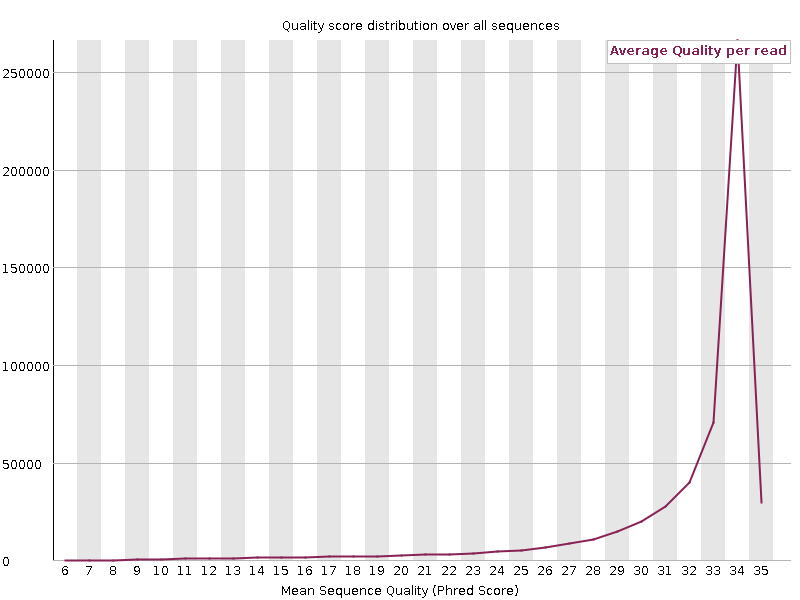 Quality score distribution over all sequences
Average Quality per read
250000
200000
150000
100000
50000
0
6 7 8 9 10 11 12 13 14 15 16 17 18 19 20 21 22 23 24 25 26 27 28 29 30 31 32 33 34 35
Mean Sequence Quality (Phred Score)